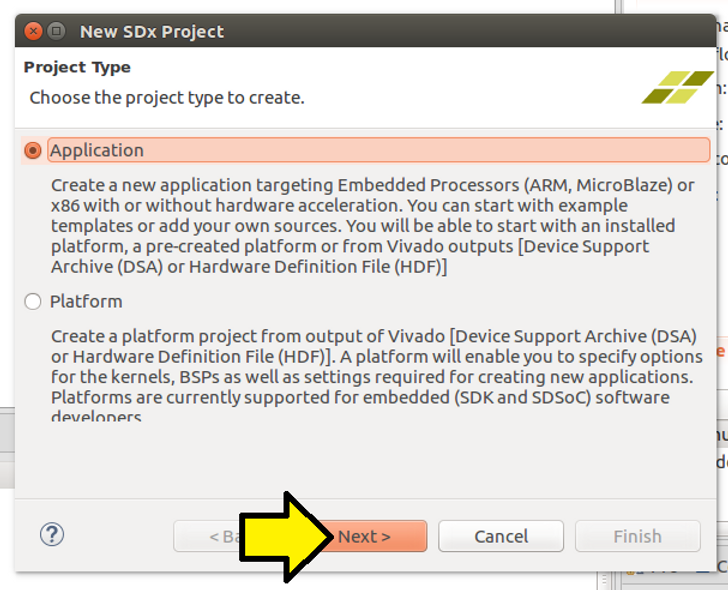 New SDx Project
Project Type
Choose the project type to create.
Application
Create a new application targeting Embedded Processors (ARM, MicroBlaze) or
x86 with or without hardware acceleration. You can start with example
templates or add your own sources. You will be able to start with an installed
platform, a pre-created platform or from Vivado outputs [Device Support
Archive (DSA) or Hardware Definition File (HDF)]
Platform
Create a platform project from output of Vivado [Device Support Archive (DSA)
or Hardware Definition File (HDF)]. A platform will enable you to specify options
for the kernels, BSPs as well as settings required for creating new applications.
Platforms are currently supported for embedded (SDK and SDSoC) software
developers.
? < Ba Next > Cancel Finish